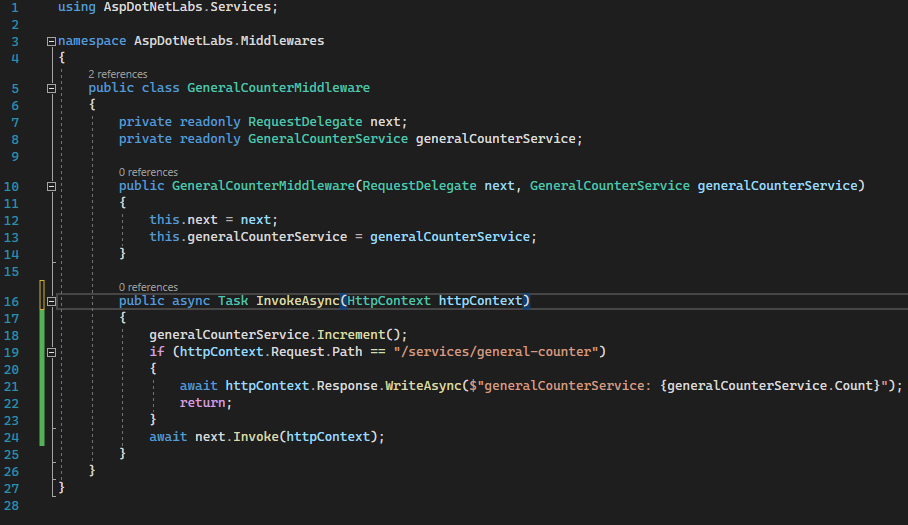 1 using AspDotNetLabs.Services;
2
3 namespace AspDotNetLabs.Middlewares
4 {
2 references
5 public class GeneralCounterMiddleware
6 {
7 private readonly RequestDelegate next;
8 private readonly GeneralCounterService generalCounterService;
9
0 references
10 public GeneralCounterMiddleware(RequestDelegate next, GeneralCounterService generalCounterService)
11 {
12 this.next = next;
13 this.generalCounterService = generalCounterService;
14 }
15
0 references
16 public async Task InvokeAsync(HttpContext httpContext)
17 {
18 generalCounterService.Increment();
19 if (httpContext.Request.Path == "/services/general-counter")
20 {
21 await httpContext.Response.WriteAsync($"generalCounterService: {generalCounterService.Count}");
22 return;
23 }
24 await next.Invoke(httpContext);
25 }
26 }
27 }
28